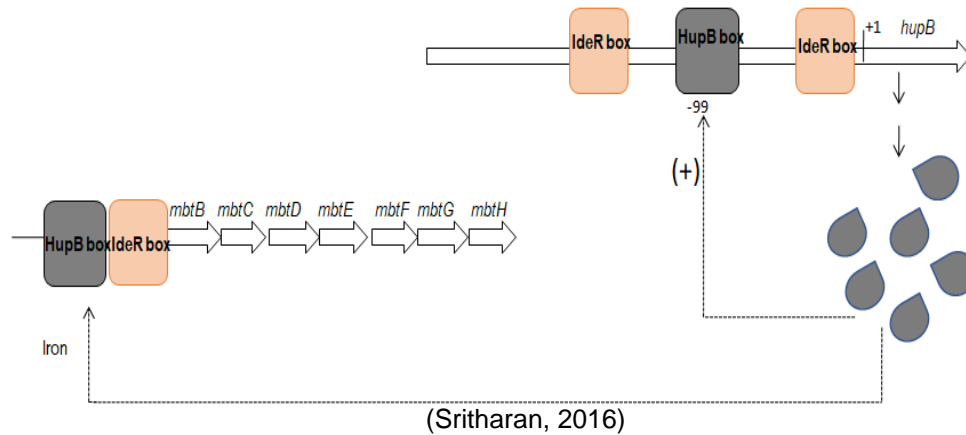 IdeR box
HupB box
IdeR box
+1
hupB
-99
(+)
mbtB
mbtC
mbtD
mbtE
mbtF
mbtG
mbtH
HupB box
IdeR box
Iron
(Sritharan, 2016)